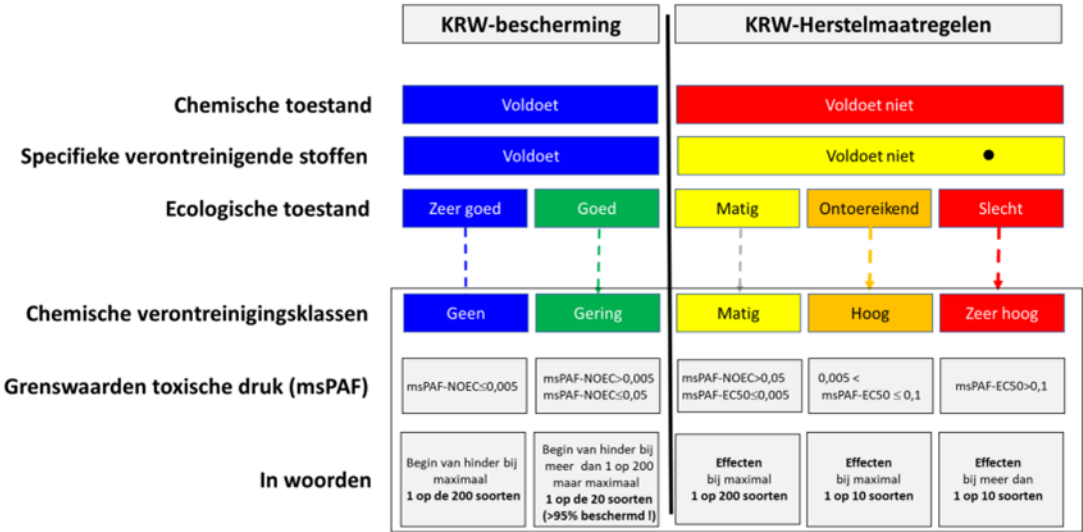 KRW-bescherming
KRW-Herstelmaatregelen
Chemische toestand
Voldoet
Voldoet niet
Specifieke verontreinigende stoffen
Voldoet
Voldoet niet
Ecologische toestand
Zeer goed
Goed
Matig
Ontoereikend
Slecht
Chemische verontreinigingsklassen
Geen
Gering
Matig
Hoog
Zeer hoog
Grenswaarden toxische druk (msPAF)
msPAF-NOEC≤0,005
msPAF-NOEC>0,005
msPAF-NOEC≤0,05
msPAF-NOEC>0,05
msPAF-EC50≤0,005
0,005 <
msPAF-EC50 ≤ 0,1
msPAF-EC50>0,1
In woorden
Begin van hinder bij
maximaal
1 op de 200 soorten
Begin van hinder bij
meer dan 1 op 200
maar maximaal
1 op de 20 soorten
(>95% beschermd !)
Effecten
bij maximal
1 op 200 soorten
Effecten
bij maximal
1 op 10 soorten
Effecten
bij meer dan
1 op 10 soorten